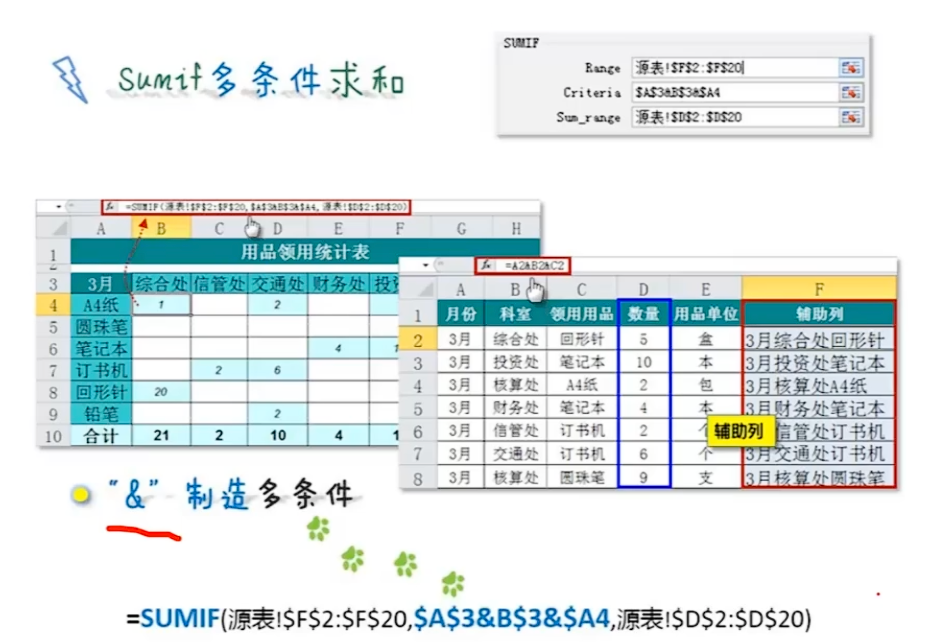 Sumif多条件求和
SUMIF
Range 源表!$F$2:$F$20
Criteria $A$3&B$3&$A4
Sum_range 源表!$D$2:$D$20
=SUMIF(源表!$F$2:$F$20,$A$3&B$3&$A4,源表!$D$2:$D$20)
A B C D E F G H
1 用品领用统计表
2
3 3月 综合处 信管处 交通处 财务处
4 A4纸 1 2
5 圆珠笔
6 笔记本 4
7 订书机 2 6
8 回形针 20
9 铅笔 2
10 合计 21 2 10 4
fx =A2&B2&C2
A B C D E F
1 月份 科室 领用用品 数量 用品单位 辅助列
2 3月 综合处 回形针 5 盒 3月综合处回形针
3 3月 投资处 笔记本 10 本 3月投资处笔记本
4 3月 核算处 A4纸 2 包 3月核算处A4纸
5 3月 财务处 笔记本 4 本 3月财务处笔记本
6 3月 信管处 订书机 2 个 信管处订书机
7 3月 交通处 订书机 6 个 3月交通处订书机
8 3月 核算处 圆珠笔 9 支 3月核算处圆珠笔
辅助列
“&” 制造多条件
=SUMIF(源表!$F$2:$F$20,$A$3&B$3&$A4,源表!$D$2:$D$20)